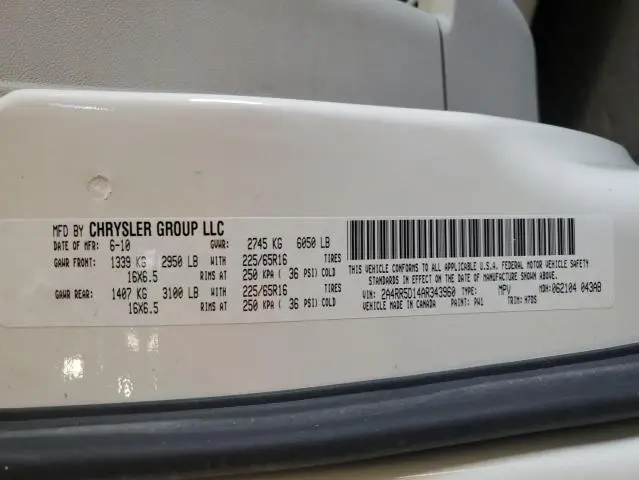 MFD BY CHRYSLER GROUP LLC
DATE OF MFR: 6-10 GVWR: 2745 KG 6050 LB
GAWR FRONT: 1339 KG 2950 LB WITH 225/65R16 TIRES
16X6.5 RIMS AT 250 KPA( 36 PSI) COLD
GAWR REAR: 1407 KG 3100 LB WITH 225/65R16 TIRES
16X6.5 RIMS AT 250 KPA( 36 PSI) COLD
THIS VEHICLE CONFORMS TO ALL APPLICABLE U.S.A. FEDERAL MOTOR VEHICLE SAFETY
STANDARDS IN EFFECT ON THE DATE OF MANUFACTURE SHOWN ABOVE.
VIN: 2A4RR5D14AR343960 TYPE: MPV MDH: 062104 043AB
VEHICLE MADE IN CANADA PAINT: PW1 TRIM: H7DS